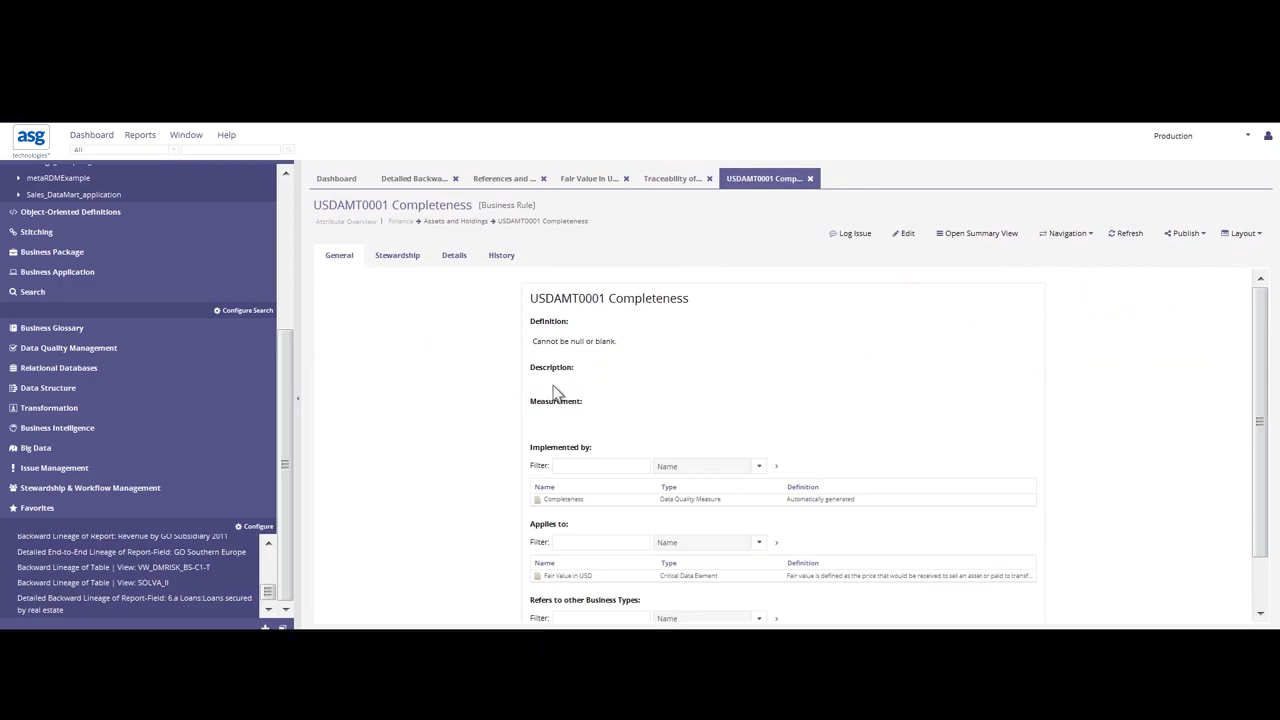 asg
technologies
Dashboard Reports Window Help
All
Production
metaRDMExample
Sales_DataMart_application
Object-Oriented Definitions
Stitching
Business Package
Business Application
Search
Configure Search
Business Glossary
Data Quality Management
Relational Databases
Data Structure
Transformation
Business Intelligence
Big Data
Issue Management
Stewardship & Workflow Management
Favorites
Configure
Backward Lineage of Report: Revenue by GO Subsidiary 2011
Detailed End-to-End Lineage of Report-Field: GO Southern Europe
Backward Lineage of Table | View: VW_DMRISK_BS-C1-T
Backward Lineage of Table | View: SOLVA_II
Detailed Backward Lineage of Report-Field: 6.a Loans:Loans secured
by real estate
Dashboard Detailed Backwa... References and ... Fair Value in U... Traceability of... USDAMT0001 Comp...
USDAMT0001 Completeness [Business Rule]
Attribute Overview | Finance Assets and Holdings USDAMT0001 Completeness
Log Issue Edit Open Summary View Navigation Refresh Publish Layout
General Stewardship Details History
USDAMT0001 Completeness
Definition:
Cannot be null or blank.
Description:
Measurement:
Implemented by:
Filter: Name
Name Type Definition
Completeness Data Quality Measure Automatically generated
Applies to:
Filter: Name
Name Type Definition
Fair Value in USD Critical Data Element Fair value is defined as the price that would be received to sell an asset or paid to transf...
Refers to other Business Types:
Filter: Name